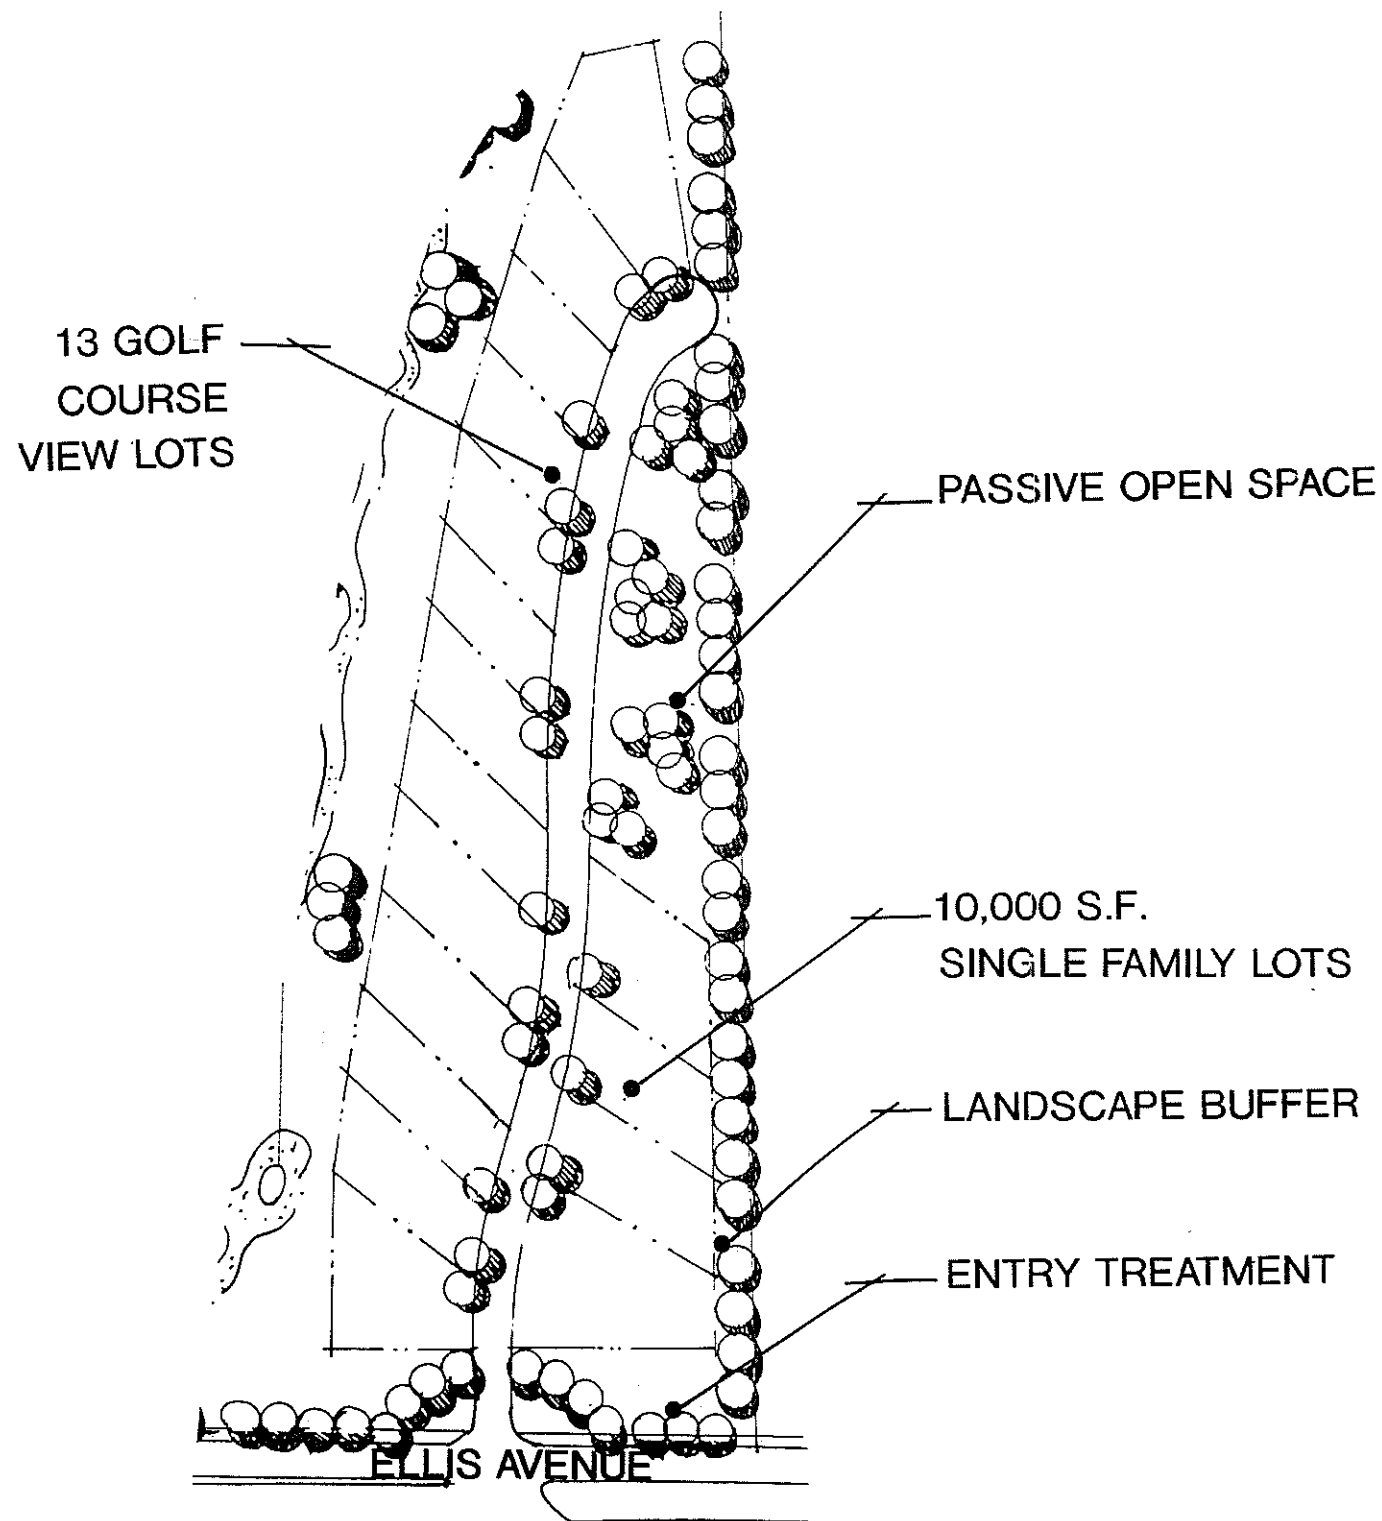 13 GOLF
COURSE
VIEW LOTS
PASSIVE OPEN SPACE
10,000 S.F.
SINGLE FAMILY LOTS
LANDSCAPE BUFFER
ENTRY TREATMENT
ELLIS AVENUE